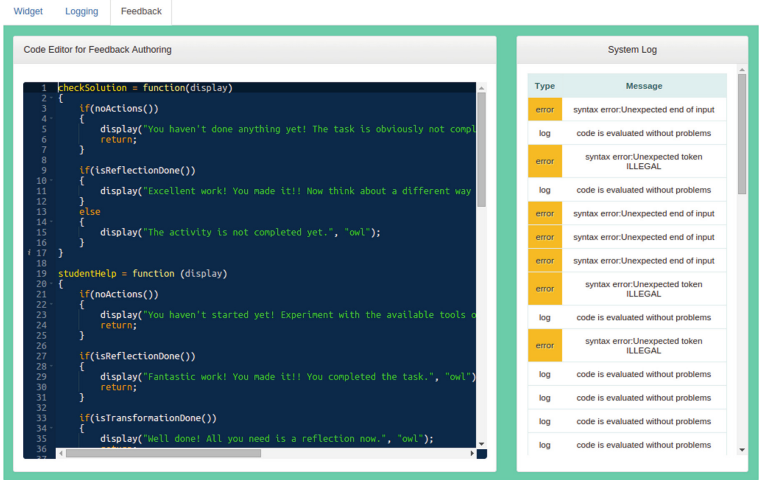 Widget Logging Feedback
Code Editor for Feedback Authoring
1 checkSolution = function(display)
2 {
3 if(noActions())
4 {
5 display("You haven't done anything yet! The task is obviously not compl
6 return;
7 }
8
9 if(isReflectionDone())
10 {
11 display("Excellent work! You made it!! Now think about a different way
12 }
13 else
14 {
15 display("The activity is not completed yet.", "owl");
16 }
i 17 }
18
19 studentHelp = function (display)
20 {
21 if(noActions())
22 {
23 display("You haven't started yet! Experiment with the available tools o
24 return;
25 }
26
27 if(isReflectionDone())
28 {
29 display("Fantastic work! You made it!! You completed the task.", "owl")
30 return;
31 }
32
33 if(isTransformationDone())
34 {
35 display("Well done! All you need is a reflection now.", "owl");
36 return;
37
System Log
Type Message
error syntax error:Unexpected end of input
log code is evaluated without problems
error syntax error:Unexpected token
ILLEGAL
log code is evaluated without problems
error syntax error:Unexpected end of input
error syntax error:Unexpected end of input
error syntax error:Unexpected end of input
error syntax error:Unexpected token
ILLEGAL
log code is evaluated without problems
error syntax error:Unexpected token
ILLEGAL
log code is evaluated without problems
log code is evaluated without problems
log code is evaluated without problems
log code is evaluated without problems